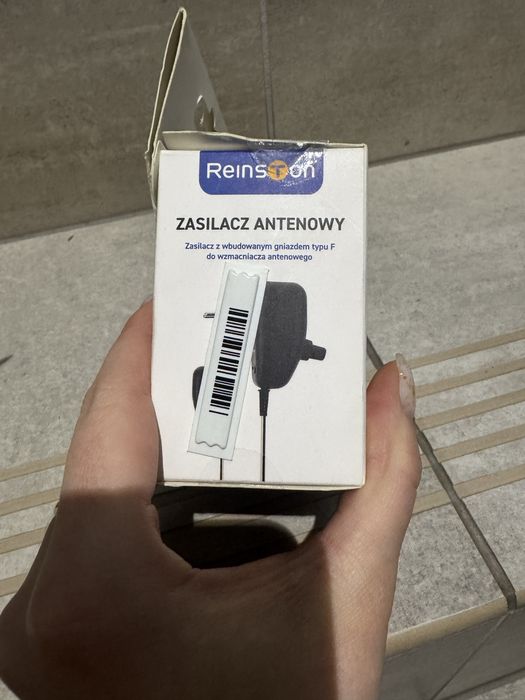 Reinston
ZASILACZ ANTENOWY
Zasilacz z wbudowanym gniazdem typu F
do wzmacniacza antenowego